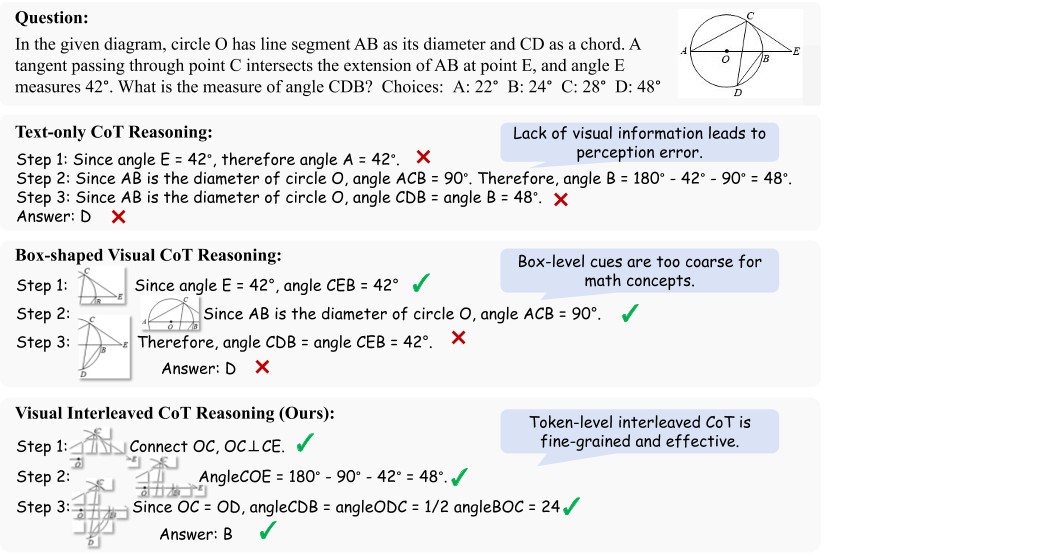 Question:
In the given diagram, circle O has line segment AB as its diameter and CD as a chord. A
tangent passing through point C intersects the extension of AB at point E, and angle E
measures 42°. What is the measure of angle CDB?  Choices:  A: 22°  B: 24°  C: 28°  D: 48°
C
A
O
B
E
D
Text-only CoT Reasoning:
Lack of visual information leads to
perception error.
Step 1: Since angle E = 42°, therefore angle A = 42°.
Step 2: Since AB is the diameter of circle O, angle ACB = 90°. Therefore, angle B = 180° - 42° - 90° = 48°.
Step 3: Since AB is the diameter of circle O, angle CDB = angle B = 48°.
Answer: D
Box-shaped Visual CoT Reasoning:
Box-level cues are too coarse for
math concepts.
Step 1: Since angle E = 42°, angle CEB = 42°
Step 2: Since AB is the diameter of circle O, angle ACB = 90°.
Step 3: Therefore, angle CDB = angle CEB = 42°.
Answer: D
Visual Interleaved CoT Reasoning (Ours):
Token-level interleaved CoT is
fine-grained and effective.
Step 1: Connect OC, OC⊥CE.
Step 2: AngleCOE = 180° - 90° - 42° = 48°.
Step 3: Since OC = OD, angleCDB = angleODC = 1/2 angleBOC = 24
Answer: B